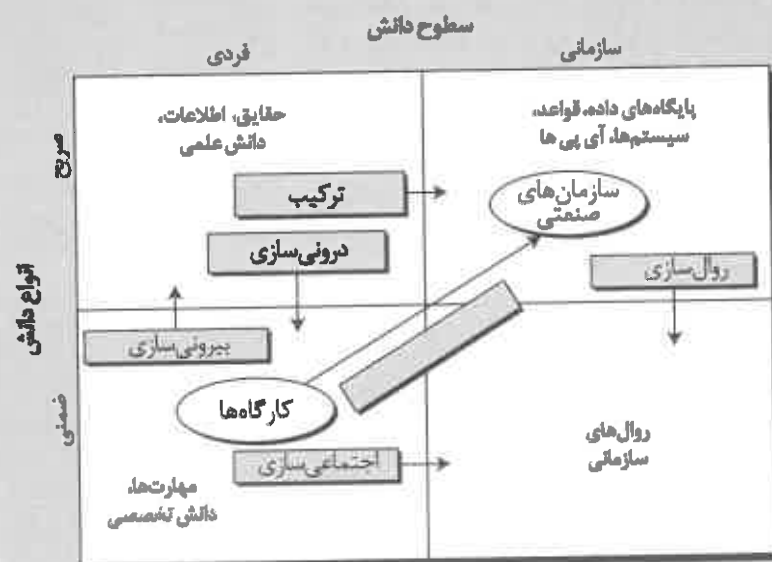 سطوح دانش
سازمانی
فردی
پایگاه‌های داده، قواعد،
سیستم‌ها، آی پی ها
حقایق، اطلاعات،
دانش علمی
صریح
ترکیب
سازمان‌های
صنعتی
درونی‌سازی
روال‌سازی
انواع دانش
بیرونی‌سازی
ضمنی
کارگاه‌ها
روال‌های
سازمانی
اجتماعی‌سازی
مهارت‌ها،
دانش تخصصی